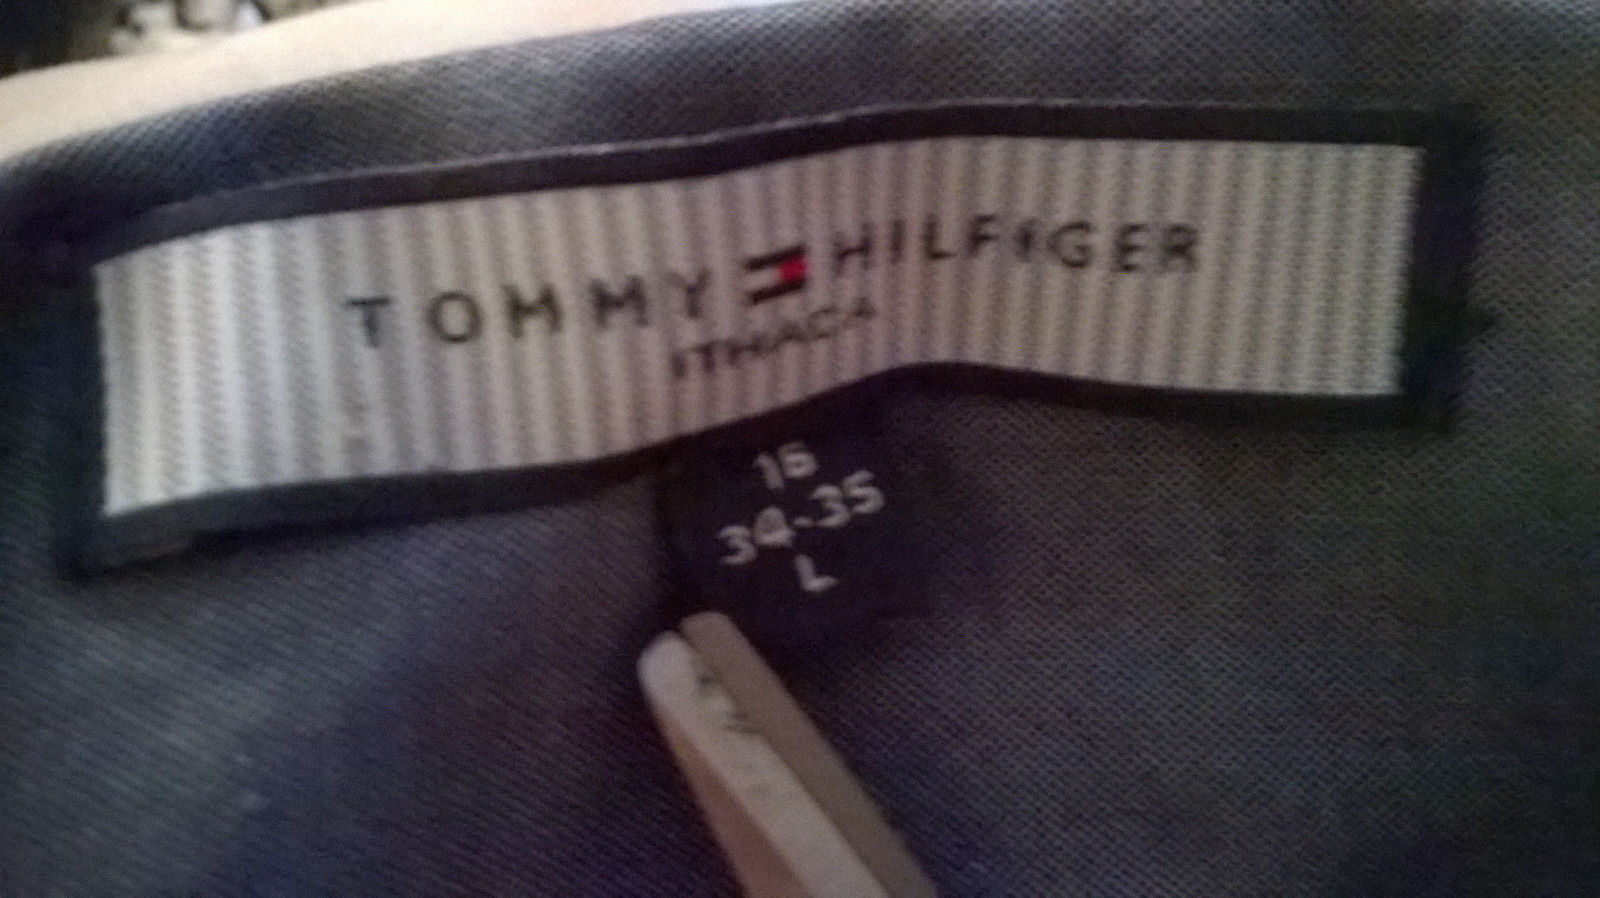 TOMMY HILFIGER
ITHACA
16
34-35
L